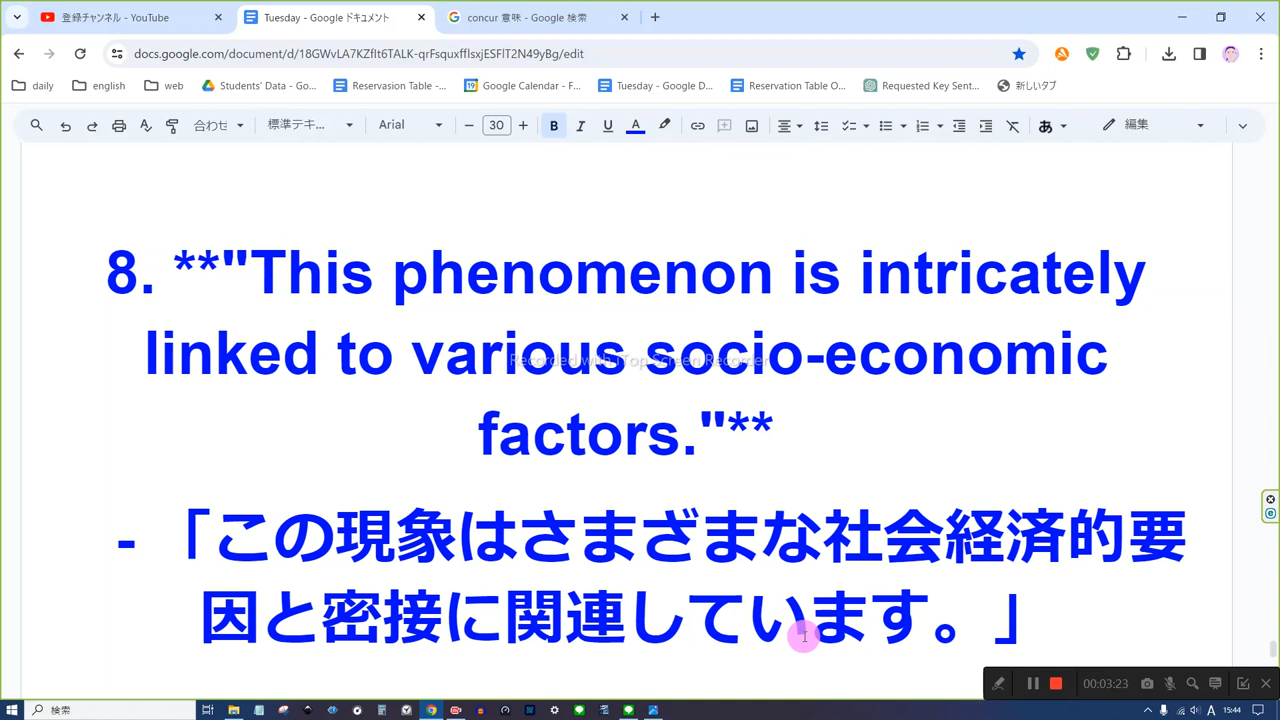 登録チャンネル - YouTube
Tuesday - Google ドキュメント
concur 意味 - Google 検索
docs.google.com/document/d/18GWvLA7KZflt6TALK-grFsquxfflsxjESFlT2N49yBg/edit
daily
english
web
Students' Data - Go...
Reservasion Table -...
Google Calendar - F...
Tuesday - Google D...
Reservation Table O...
Requested Key Sent...
新しいタブ
合わせ
標準テキ...
Arial
30
編集
8. **"This phenomenon is intricately
linked to various socio-economic
factors."**
Recorded with iTop Screen Recorder
- 「この現象はさまざまな社会経済的要
因と密接に関連しています。」
00:03:23
検索
A
15:44